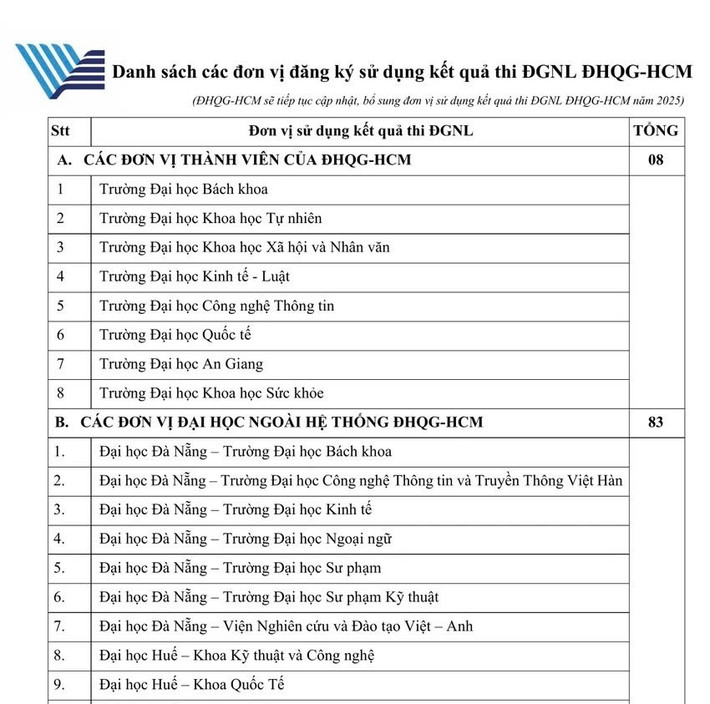 Danh sách các đơn vị đăng ký sử dụng kết quả thi ĐGNL ĐHQG-HCM
(ĐHQG-HCM sẽ tiếp tục cập nhật, bổ sung đơn vị sử dụng kết quả thi ĐGNL ĐHQG-HCM năm 2025)
Stt Đơn vị sử dụng kết quả thi ĐGNL TỔNG
A. CÁC ĐƠN VỊ THÀNH VIÊN CỦA ĐHQG-HCM 08
1 Trường Đại học Bách khoa
2 Trường Đại học Khoa học Tự nhiên
3 Trường Đại học Khoa học Xã hội và Nhân văn
4 Trường Đại học Kinh tế - Luật
5 Trường Đại học Công nghệ Thông tin
6 Trường Đại học Quốc tế
7 Trường Đại học An Giang
8 Trường Đại học Khoa học Sức khỏe
B. CÁC ĐƠN VỊ ĐẠI HỌC NGOÀI HỆ THỐNG ĐHQG-HCM 83
1. Đại học Đà Nẵng – Trường Đại học Bách khoa
2. Đại học Đà Nẵng – Trường Đại học Công nghệ Thông tin và Truyền Thông Việt Hàn
3. Đại học Đà Nẵng – Trường Đại học Kinh tế
4. Đại học Đà Nẵng – Trường Đại học Ngoại ngữ
5. Đại học Đà Nẵng – Trường Đại học Sư phạm
6. Đại học Đà Nẵng – Trường Đại học Sư phạm Kỹ thuật
7. Đại học Đà Nẵng – Viện Nghiên cứu và Đào tạo Việt – Anh
8. Đại học Huế – Khoa Kỹ thuật và Công nghệ
9. Đại học Huế – Khoa Quốc Tế